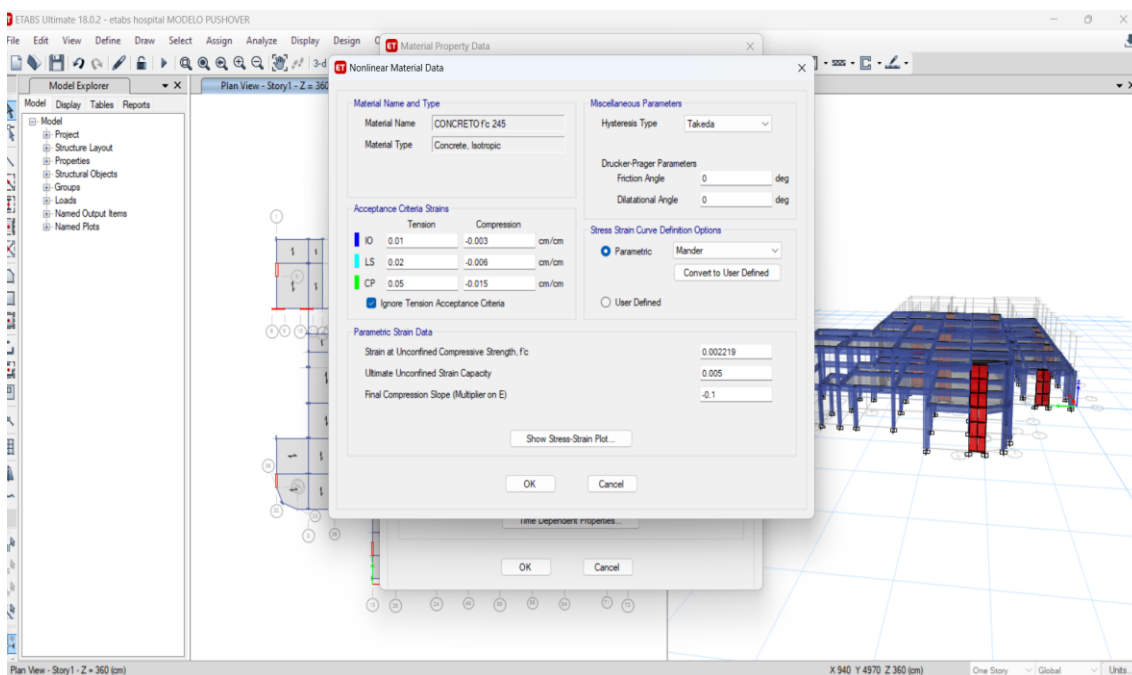 ETABS Ultimate 18.0.2 - etabs hospital MODELO PUSHOVER
File Edit View Define Draw Select Assign Analyze Display Design
Material Property Data
3-d
Nonlinear Material Data
Model Explorer
Plan View - Story1 - Z = 360
Model Display Tables Reports
Model
Project
Structure Layout
Properties
Structural Objects
Groups
Loads
Named Output Items
Named Plots
Material Name and Type
Material Name CONCRETO f'c 245
Material Type Concrete, Isotropic
Miscellaneous Parameters
Hysteresis Type Takeda
Drucker-Prager Parameters
Friction Angle 0 deg
Dilatational Angle 0 deg
Acceptance Criteria Strains
Tension Compression
IO 0.01 -0.003 cm/cm
LS 0.02 -0.006 cm/cm
CP 0.05 -0.015 cm/cm
Ignore Tension Acceptance Criteria
Stress Strain Curve Definition Options
Parametric Mander
Convert to User Defined
User Defined
Parametric Strain Data
Strain at Unconfined Compressive Strength, f'c 0.002219
Ultimate Unconfined Strain Capacity 0.005
Final Compression Slope (Multiplier on E) -0.1
Show Stress-Strain Plot...
OK Cancel
Time Dependent Properties...
OK Cancel
Plan View - Story1 - Z = 360 (cm)
X 940 Y 4970 Z 360 (cm)
One Story Global Units...